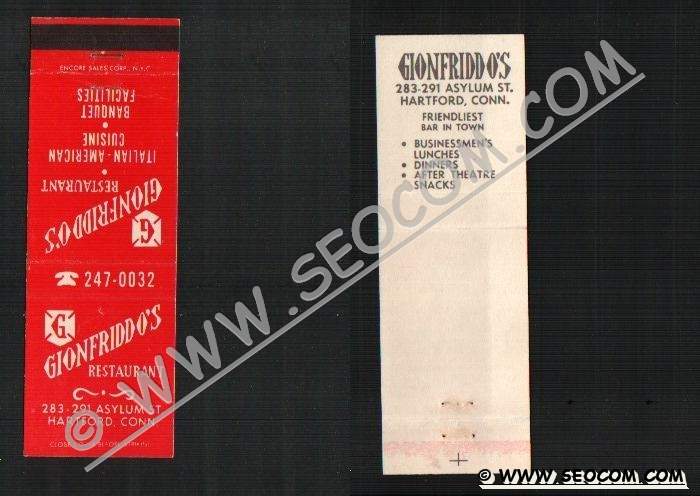 ENCORE SALES CORP., N.Y.C.
GIONFRIDDO'S
RESTAURANT
•
ITALIAN-AMERICAN
CUISINE
•
BANQUET
FACILITIES
G
☎ 247-0032
G
GIONFRIDDO'S
RESTAURANT
283-291 ASYLUM ST
HARTFORD, CONN.
GIONFRIDDO'S
283-291 ASYLUM ST.
HARTFORD, CONN.
FRIENDLIEST
BAR IN TOWN
• BUSINESSMEN'S
LUNCHES
• DINNERS
• AFTER THEATRE
SNACKS
© WWW.SEOCOM.COM
© WWW.SEOCOM.COM